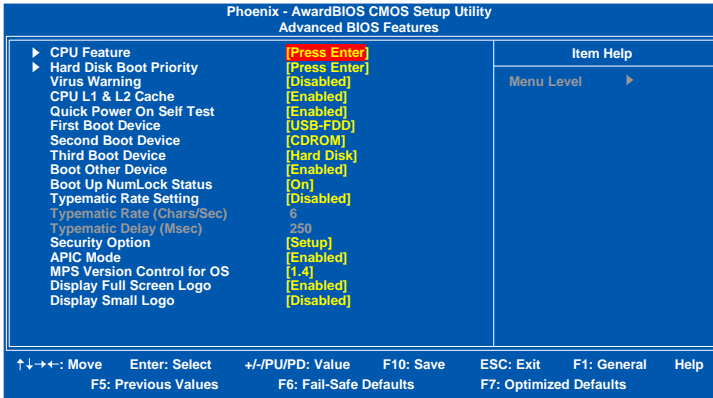 Phoenix - AwardBIOS CMOS Setup Utility
Advanced BIOS Features
CPU Feature [Press Enter]
Hard Disk Boot Priority [Press Enter]
Virus Warning [Disabled]
CPU L1 & L2 Cache [Enabled]
Quick Power On Self Test [Enabled]
First Boot Device [USB-FDD]
Second Boot Device [CDROM]
Third Boot Device [Hard Disk]
Boot Other Device [Enabled]
Boot Up NumLock Status [On]
Typematic Rate Setting [Disabled]
Typematic Rate (Chars/Sec) 6
Typematic Delay (Msec) 250
Security Option [Setup]
APIC Mode [Enabled]
MPS Version Control for OS [1.4]
Display Full Screen Logo [Enabled]
Display Small Logo [Disabled]
Item Help
Menu Level
↑↓→←: Move Enter: Select +/-/PU/PD: Value F10: Save ESC: Exit F1: General Help
F5: Previous Values F6: Fail-Safe Defaults F7: Optimized Defaults